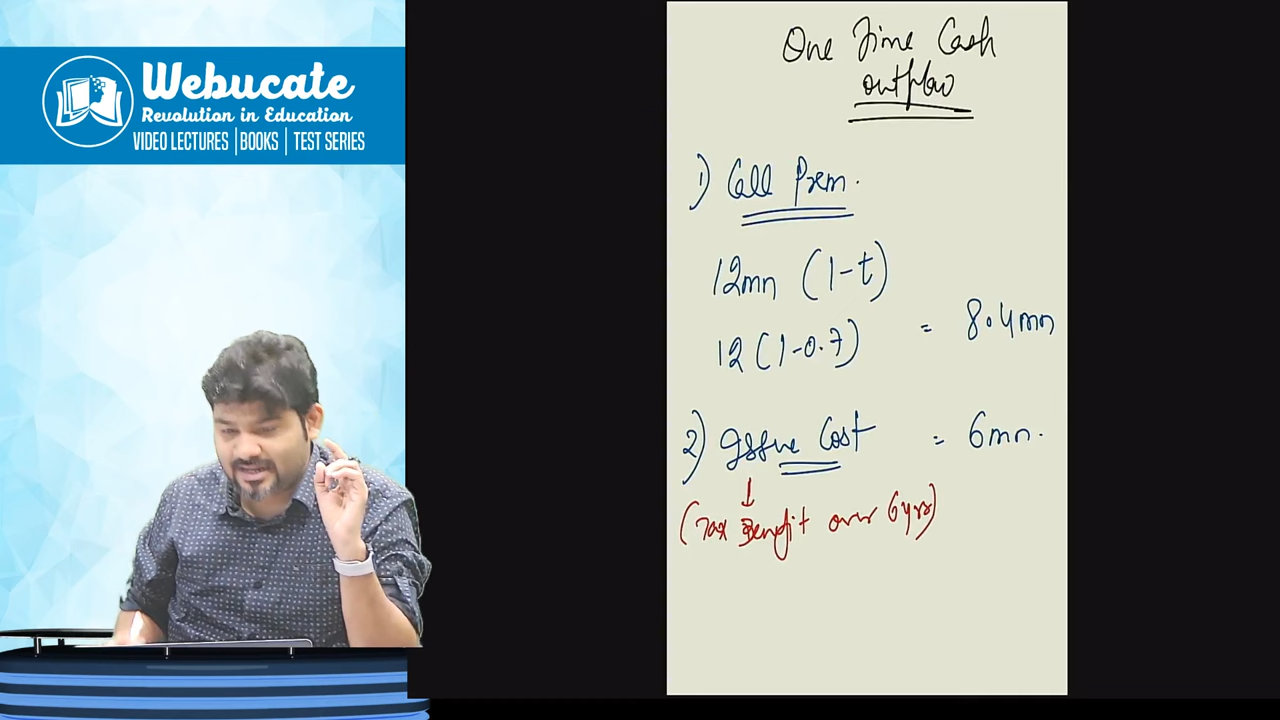 Webucate
Revolution in Education
VIDEO LECTURES | BOOKS | TEST SERIES
One Time Cash
outflow
1) Call Prem.
12mn (1-t)
12 (1-0.7) = 8.4mn
2) Issue Cost = 6mn.
(Tax Benefit over 6yrs)